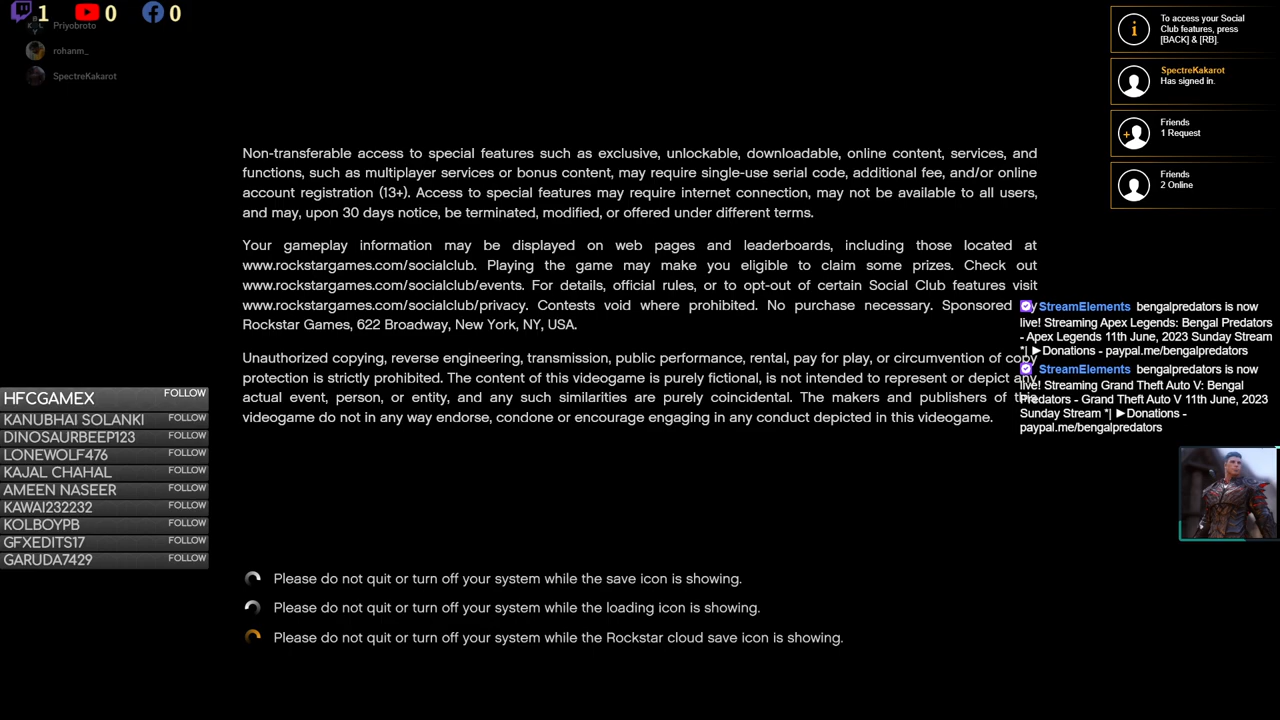 1 0 0
Priyobroto
rohanm_
SpectreKakarot
To access your Social
Club features, press
[BACK] & [RB].
SpectreKakarot
Has signed in.
Friends
1 Request
Friends
2 Online
Non-transferable access to special features such as exclusive, unlockable, downloadable, online content, services, and
functions, such as multiplayer services or bonus content, may require single-use serial code, additional fee, and/or online
account registration (13+). Access to special features may require internet connection, may not be available to all users,
and may, upon 30 days notice, be terminated, modified, or offered under different terms.
Your gameplay information may be displayed on web pages and leaderboards, including those located at
www.rockstargames.com/socialclub. Playing the game may make you eligible to claim some prizes. Check out
www.rockstargames.com/socialclub/events. For details, official rules, or to opt-out of certain Social Club features visit
www.rockstargames.com/socialclub/privacy. Contests void where prohibited. No purchase necessary. Sponsored by
Rockstar Games, 622 Broadway, New York, NY, USA.
Unauthorized copying, reverse engineering, transmission, public performance, rental, pay for play, or circumvention of copy
protection is strictly prohibited. The content of this videogame is purely fictional, is not intended to represent or depict any
actual event, person, or entity, and any such similarities are purely coincidental. The makers and publishers of this
videogame do not in any way endorse, condone or encourage engaging in any conduct depicted in this videogame.
StreamElements bengalpredators is now
live! Streaming Apex Legends: Bengal Predators
- Apex Legends 11th June, 2023 Sunday Stream
*| ►Donations - paypal.me/bengalpredators
StreamElements bengalpredators is now
live! Streaming Grand Theft Auto V: Bengal
Predators - Grand Theft Auto V 11th June, 2023
Sunday Stream *| ►Donations -
paypal.me/bengalpredators
HFCGAMEX FOLLOW
KANUBHAI SOLANKI FOLLOW
DINOSAURBEEP123 FOLLOW
LONEWOLF476 FOLLOW
KAJAL CHAHAL FOLLOW
AMEEN NASEER FOLLOW
KAWAI232232 FOLLOW
KOLBOYPB FOLLOW
GFXEDITS17 FOLLOW
GARUDA7429 FOLLOW
Please do not quit or turn off your system while the save icon is showing.
Please do not quit or turn off your system while the loading icon is showing.
Please do not quit or turn off your system while the Rockstar cloud save icon is showing.